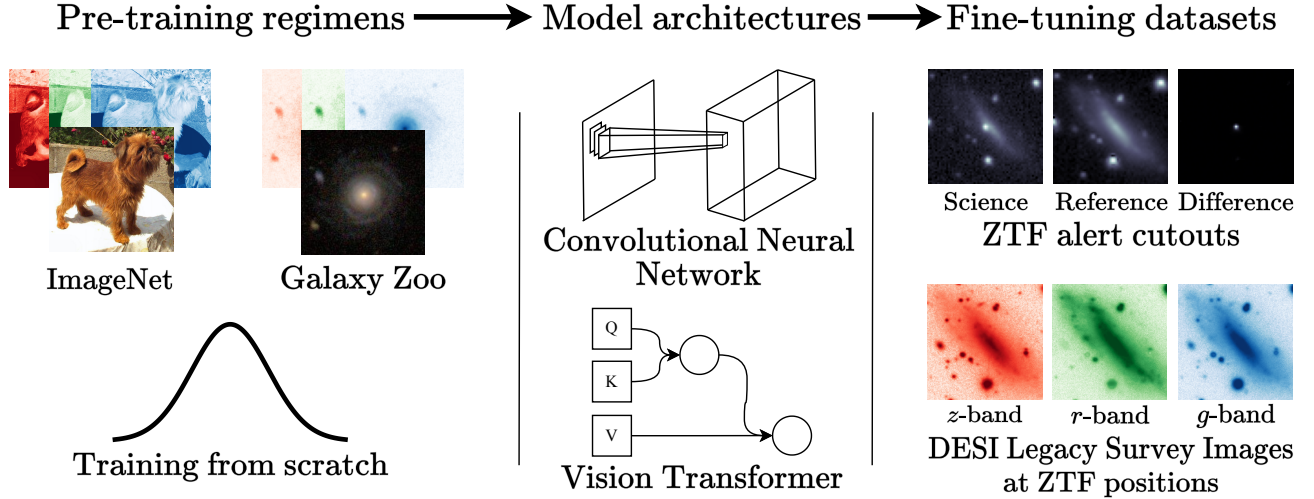 Pre-training regimens
Model architectures
Fine-tuning datasets
ImageNet
Galaxy Zoo
Training from scratch
Convolutional Neural
Network
Q
K
V
Vision Transformer
Science
Reference
Difference
ZTF alert cutouts
z-band
r-band
g-band
DESI Legacy Survey Images
at ZTF positions